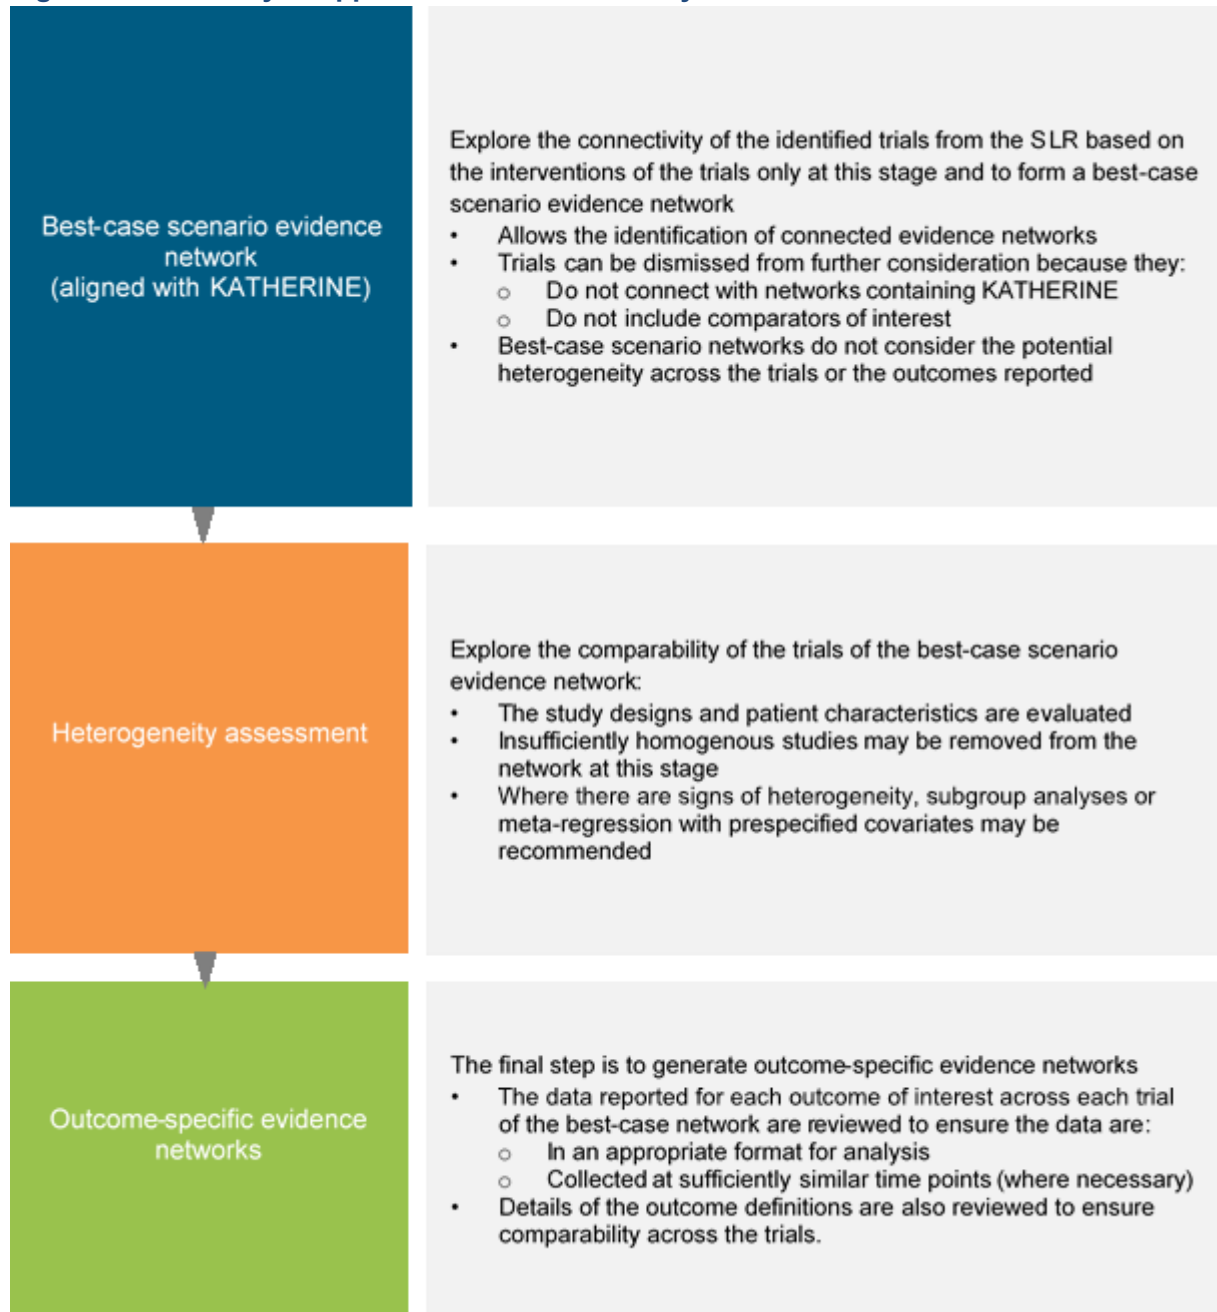 Best-case scenario evidence
network
(aligned with KATHERINE)
Explore the connectivity of the identified trials from the SLR based on
the interventions of the trials only at this stage and to form a best-case
scenario evidence network
• Allows the identification of connected evidence networks
• Trials can be dismissed from further consideration because they:
o Do not connect with networks containing KATHERINE
o Do not include comparators of interest
• Best-case scenario networks do not consider the potential
heterogeneity across the trials or the outcomes reported
Heterogeneity assessment
Explore the comparability of the trials of the best-case scenario
evidence network:
• The study designs and patient characteristics are evaluated
• Insufficiently homogenous studies may be removed from the
network at this stage
• Where there are signs of heterogeneity, subgroup analyses or
meta-regression with prespecified covariates may be
recommended
Outcome-specific evidence
networks
The final step is to generate outcome-specific evidence networks
• The data reported for each outcome of interest across each trial
of the best-case network are reviewed to ensure the data are:
o In an appropriate format for analysis
o Collected at sufficiently similar time points (where necessary)
• Details of the outcome definitions are also reviewed to ensure
comparability across the trials.